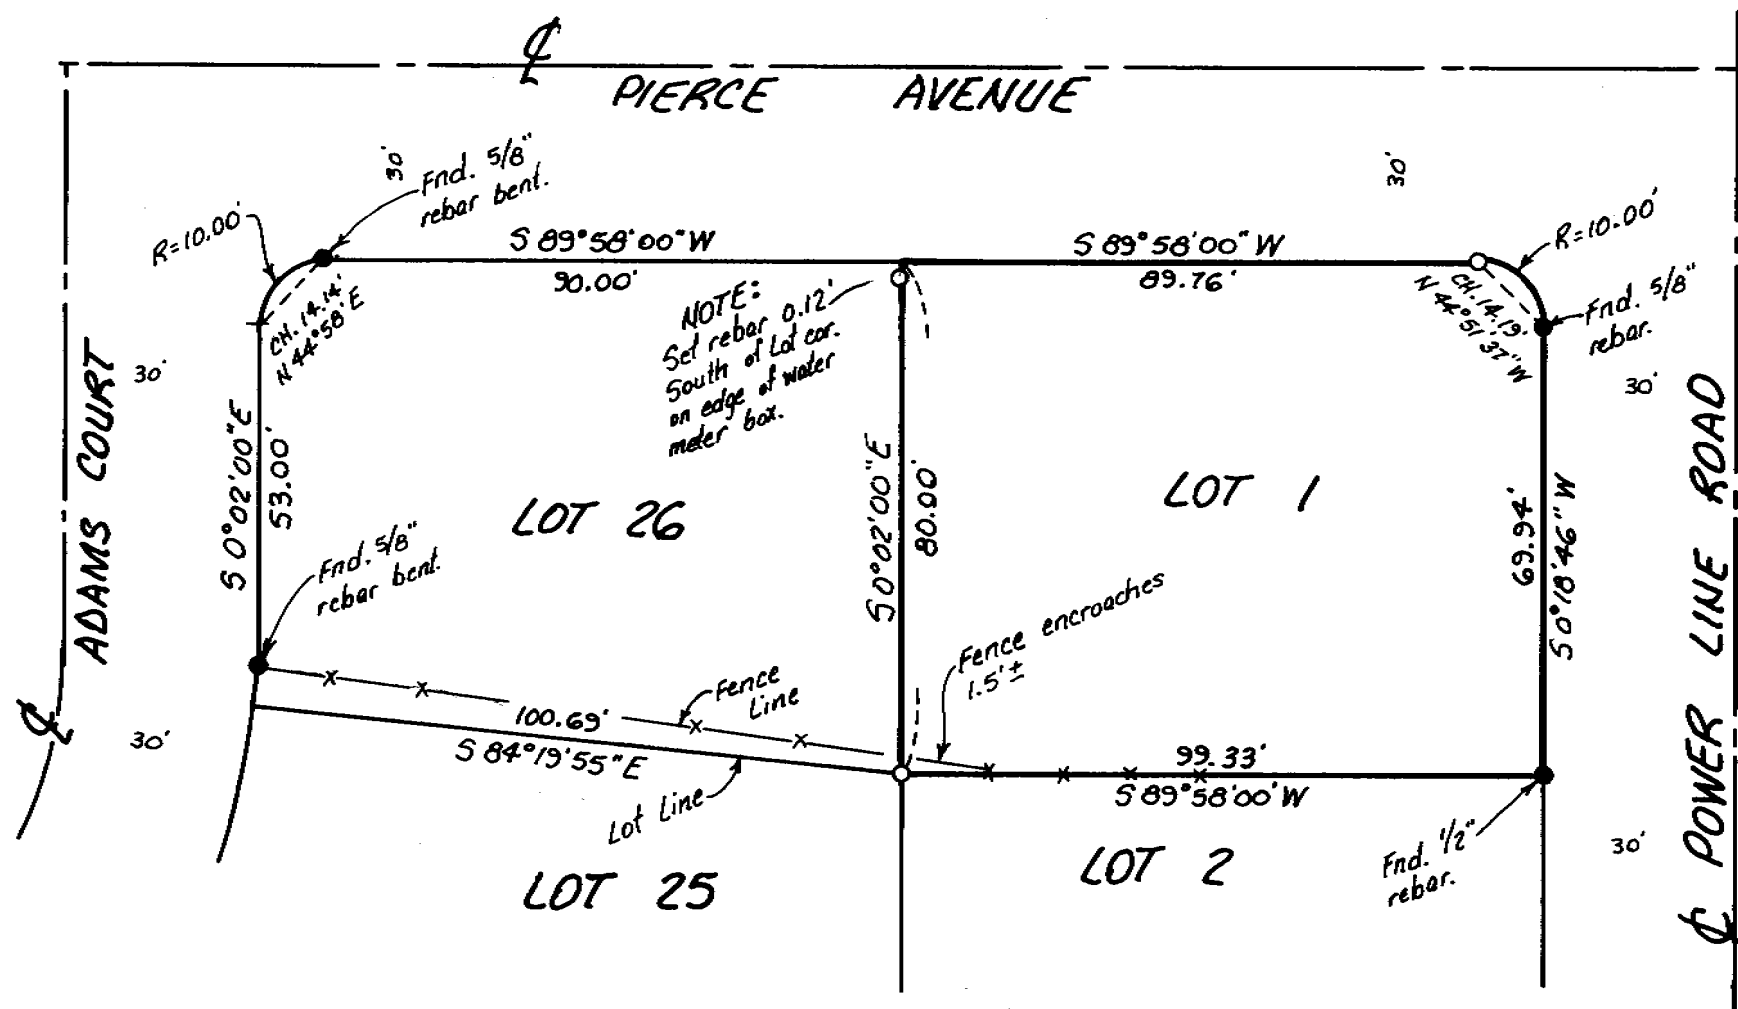 ℄
PIERCE AVENUE
30'
Fnd. 5/8"
rebar bent.
30'
R=10.00'
R=10.00'
S 89°58'00" W
90.00'
S 89°58'00" W
89.76'
CH. 14.14'
N 44°58' E
NOTE:
Set rebar 0.12'
South of Lot cor.
on edge of water
meter box.
CH. 14.19'
N 44°51'37" W
Fnd. 5/8"
rebar.
30'
30'
ADAMS COURT
S 0°02'00" E
53.00'
LOT 26
S 0°02'00" E
80.00'
LOT 1
69.94'
S 0°18'46" W
℄ POWER LINE ROAD
Fnd. 5/8"
rebar bent.
Fence encroaches
1.5'±
Fence
Line
℄
30'
100.69'
S 84°19'55" E
99.33'
S 89°58'00" W
Lot Line
LOT 25
LOT 2
Fnd. 1/2"
rebar.
30'